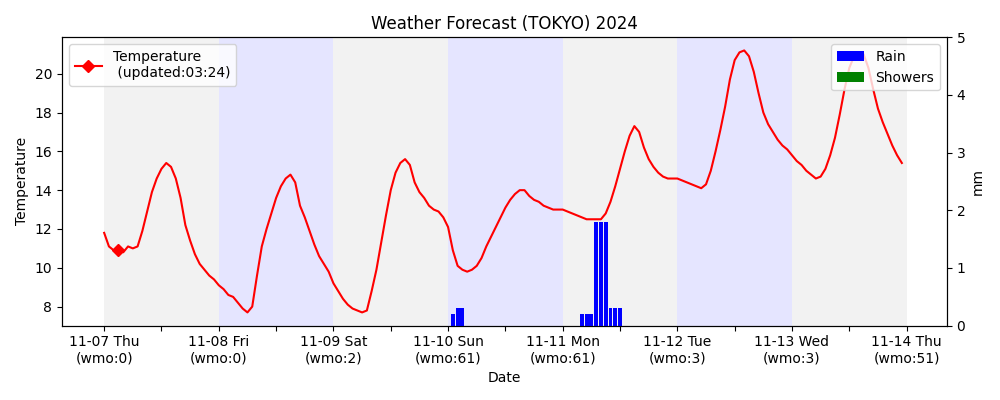 Weather Forecast (TOKYO) 2024
Temperature
(updated:03:24)
Rain
Showers
Temperature
20
18
16
14
12
10
8
5
4
3
2
1
0
mm
11-07 Thu
(wmo:0)
11-08 Fri
(wmo:0)
11-09 Sat
(wmo:2)
11-10 Sun
(wmo:61)
11-11 Mon
(wmo:61)
11-12 Tue
(wmo:3)
11-13 Wed
(wmo:3)
11-14 Thu
(wmo:51)
Date